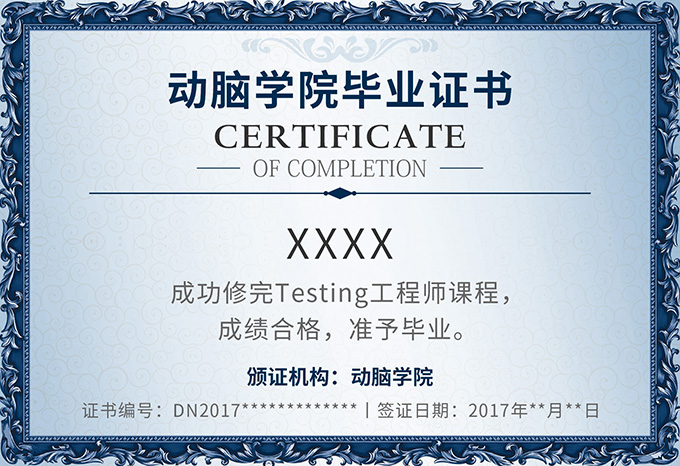 动脑学院毕业证书
CERTIFICATE
OF COMPLETION
XXXX
成功修完Testing工程师课程，
成绩合格，准予毕业。
颁证机构：动脑学院
证书编号：DN2017*************丨签证日期：2017年**月**日